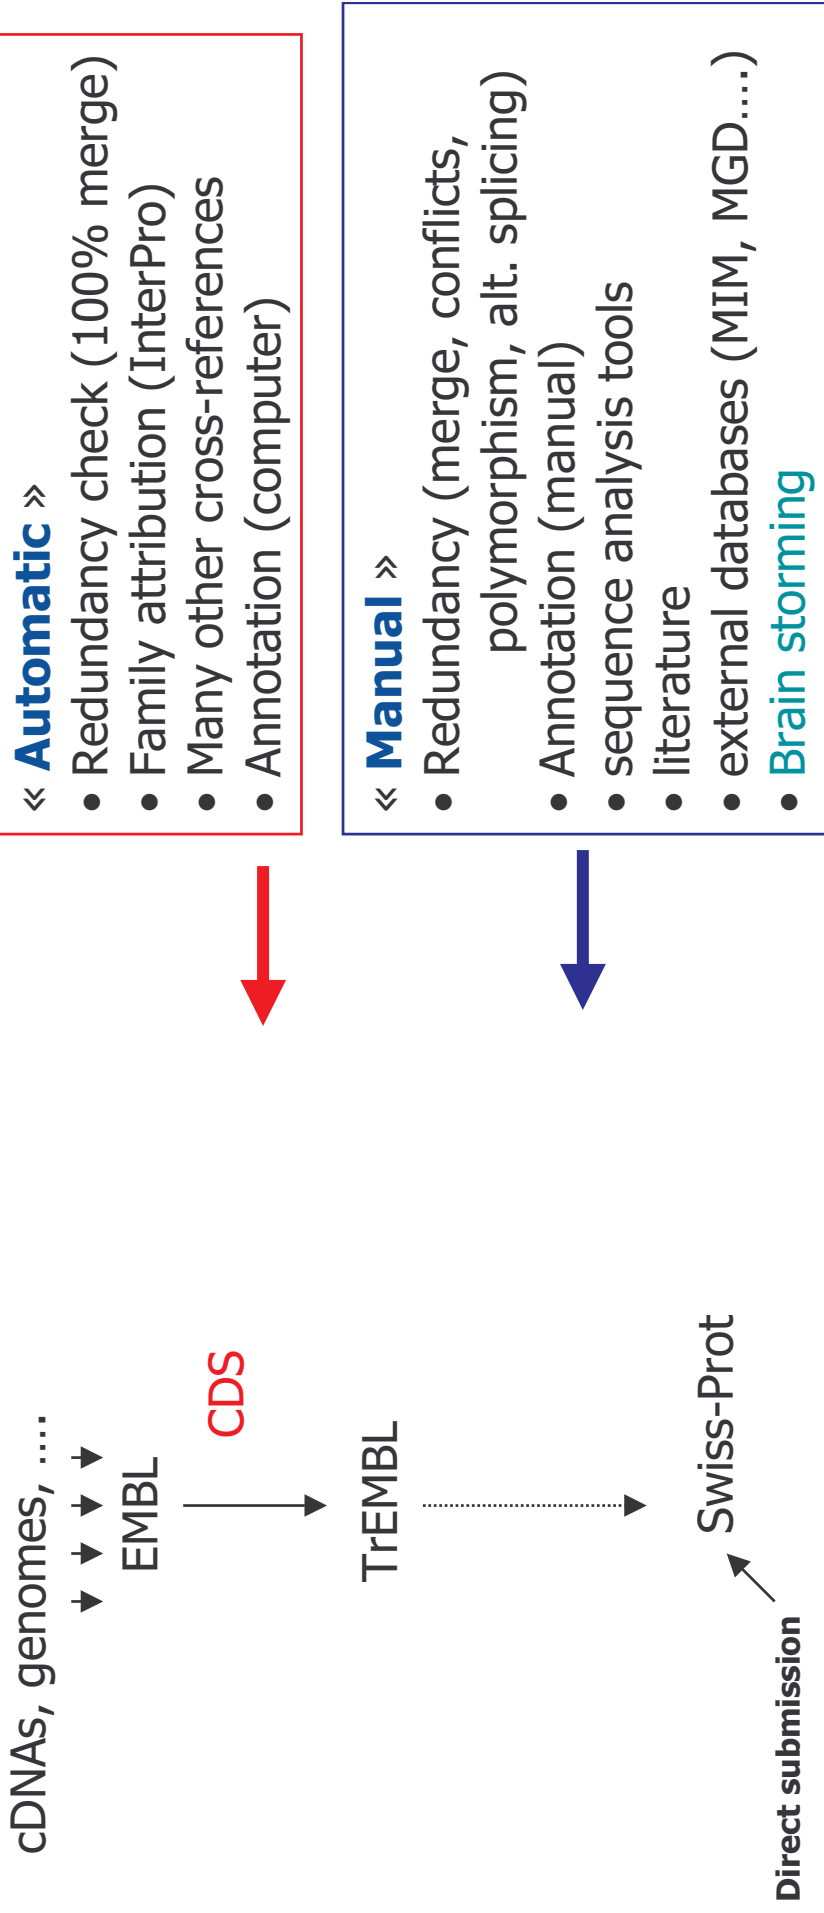 cDNAs, genomes, ....
EMBL
CDS
TrEMBL
Swiss-Prot
Direct submission
« Automatic »
• Redundancy check (100% merge)
• Family attribution (InterPro)
• Many other cross-references
• Annotation (computer)
« Manual »
• Redundancy (merge, conflicts,
polymorphism, alt. splicing)
• Annotation (manual)
• sequence analysis tools
• literature
• external databases (MIM, MGD....)
• Brain storming